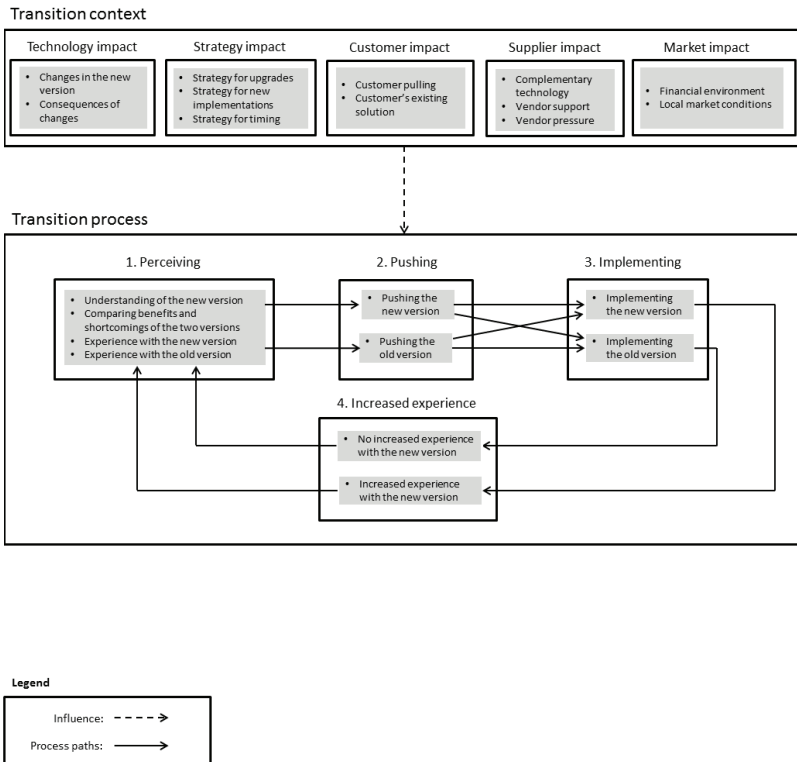 Transition context
Technology impact
• Changes in the new
version
• Consequences of
changes
Strategy impact
• Strategy for upgrades
• Strategy for new
implementations
• Strategy for timing
Customer impact
• Customer pulling
• Customer's existing
solution
Supplier impact
• Complementary
technology
• Vendor support
• Vendor pressure
Market impact
• Financial environment
• Local market conditions
Transition process
1. Perceiving
• Understanding of the new version
• Comparing benefits and
shortcomings of the two versions
• Experience with the new version
• Experience with the old version
2. Pushing
• Pushing the
new version
• Pushing the
old version
3. Implementing
• Implementing
the new version
• Implementing
the old version
4. Increased experience
• No increased experience
with the new version
• Increased experience
with the new version
Legend
Influence:
Process paths: